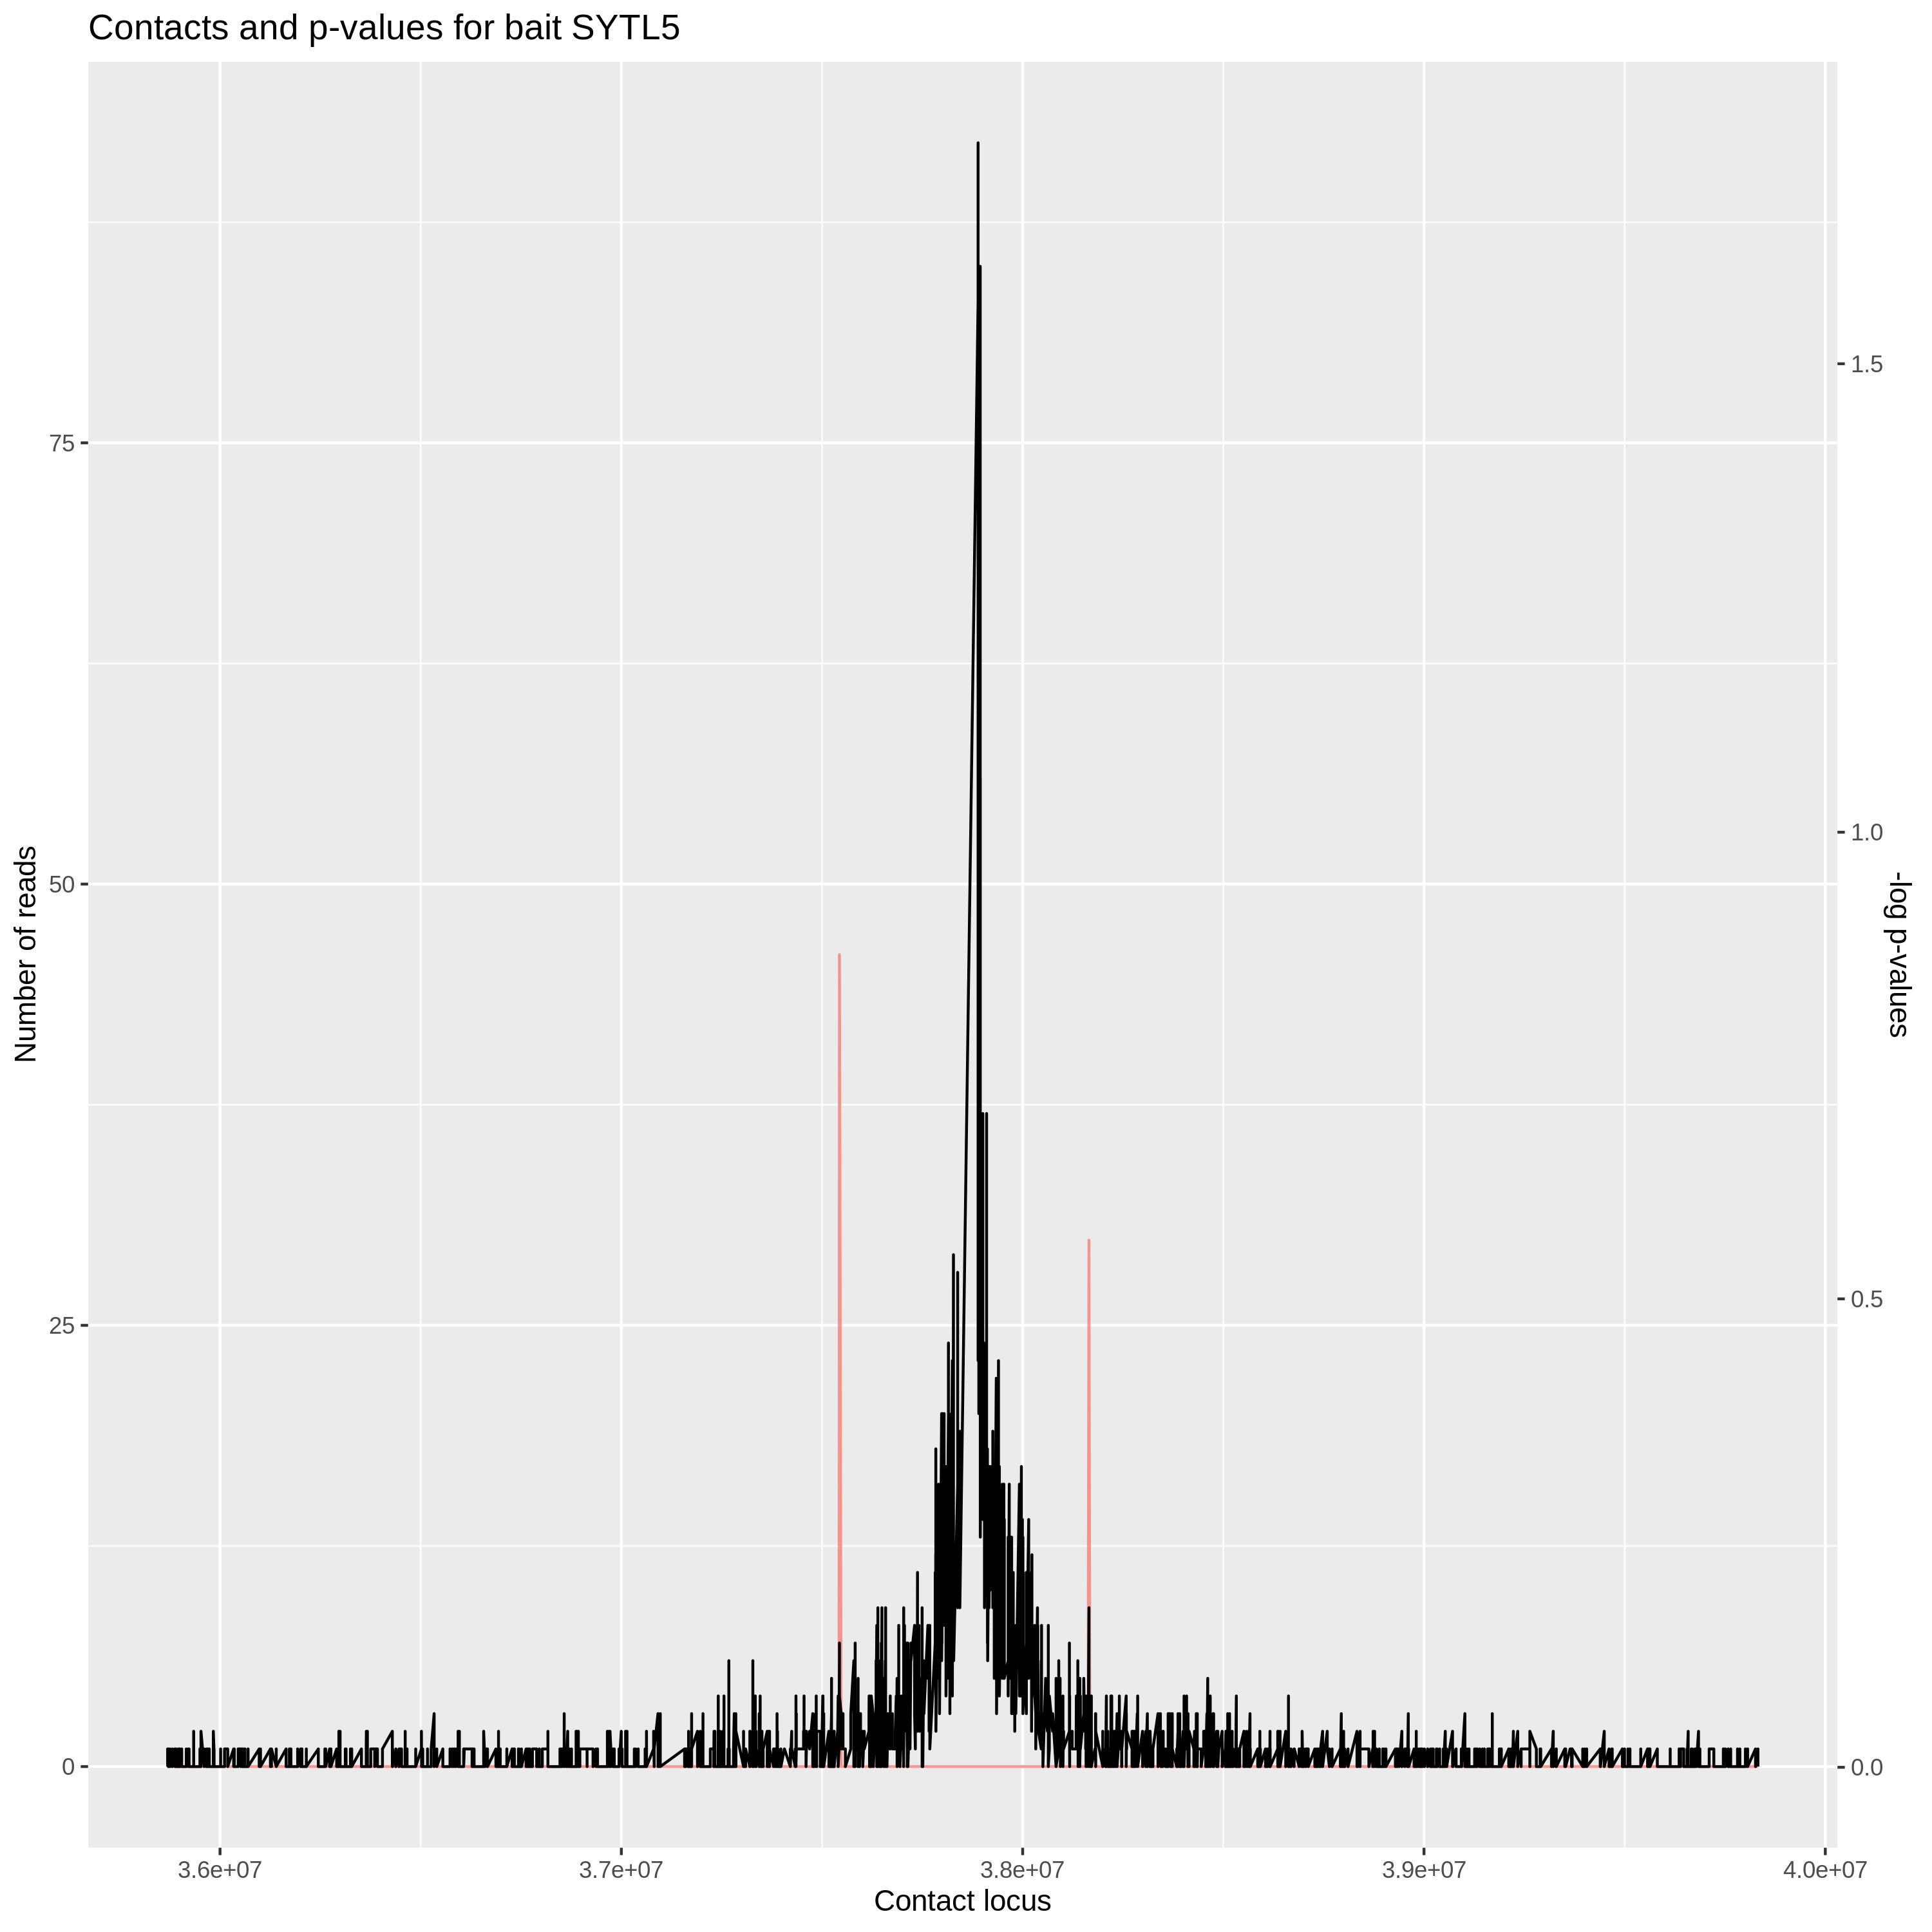 Contacts and p-values for bait SYTL5
Number of reads
75
50
25
0
1.5
1.0
0.5
0.0
-log p-values
3.6e+07
3.7e+07
3.8e+07
3.9e+07
4.0e+07
Contact locus